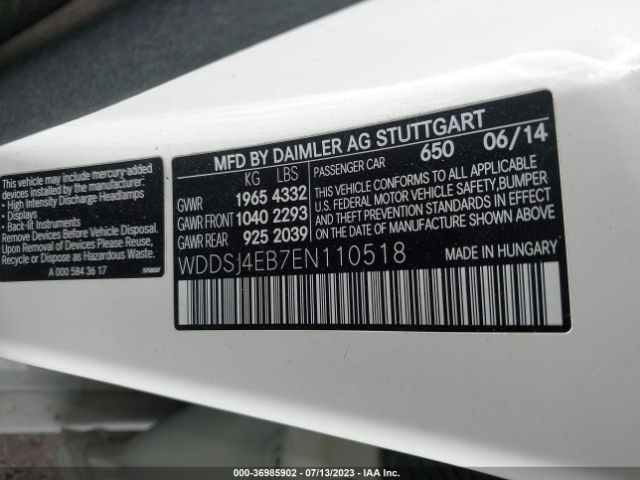 This vehicle may include mercury-added
devices installed by the manufacturer:
• High Intensity Discharge Headlamps
• Displays
• Back-fit Instruments
Remove Devices Before Vehicle Disposal.
Upon Removal of Devices Please Reuse,
Recycle or Dispose as Hazardous Waste.
A 000 584 36 17
MFD BY DAIMLER AG STUTTGART
KG LBS
GVWR 1965 4332
GAWR FRONT 1040 2293
GAWR REAR 925 2039
PASSENGER CAR 650 06/14
THIS VEHICLE CONFORMS TO ALL APPLICABLE
U.S. FEDERAL MOTOR VEHICLE SAFETY, BUMPER
AND THEFT PREVENTION STANDARDS IN EFFECT
ON THE DATE OF MANUFACTURE SHOWN ABOVE
WDDSJ4EB7EN110518
MADE IN HUNGARY
000-36985902 - 07/13/2023 - IAA Inc.